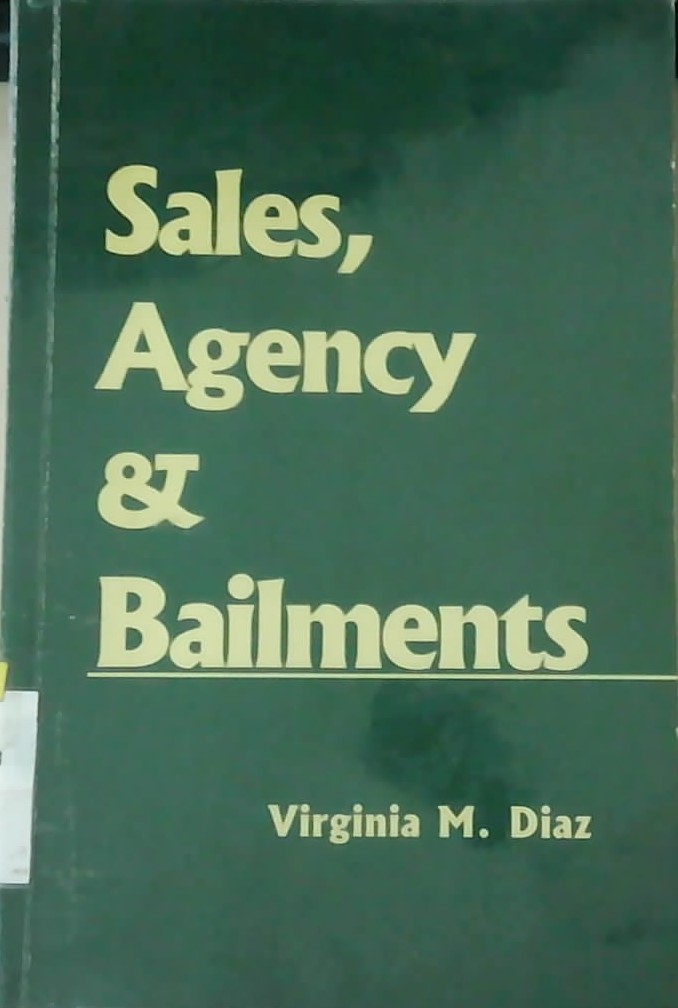 Sales,
Agency
&
Bailments
Virginia M. Diaz